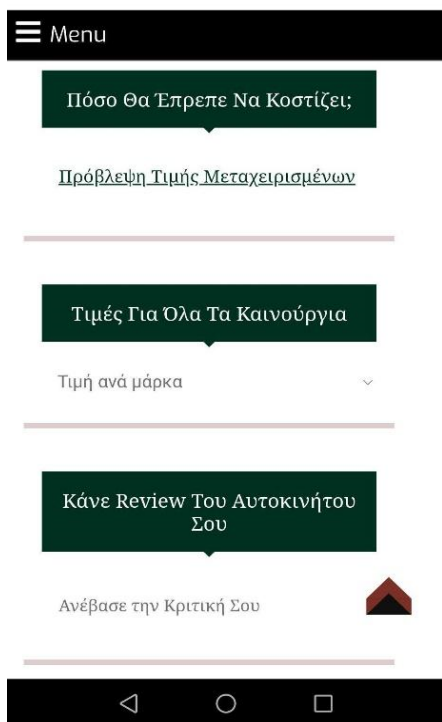 Menu
Πόσο Θα Έπρεπε Να Κοστίζει;
Πρόβλεψη Τιμής Μεταχειρισμένων
Τιμές Για Όλα Τα Καινούργια
Τιμή ανά μάρκα
Κάνε Review Του Αυτοκινήτου
Σου
Ανέβασε την Κριτική Σου